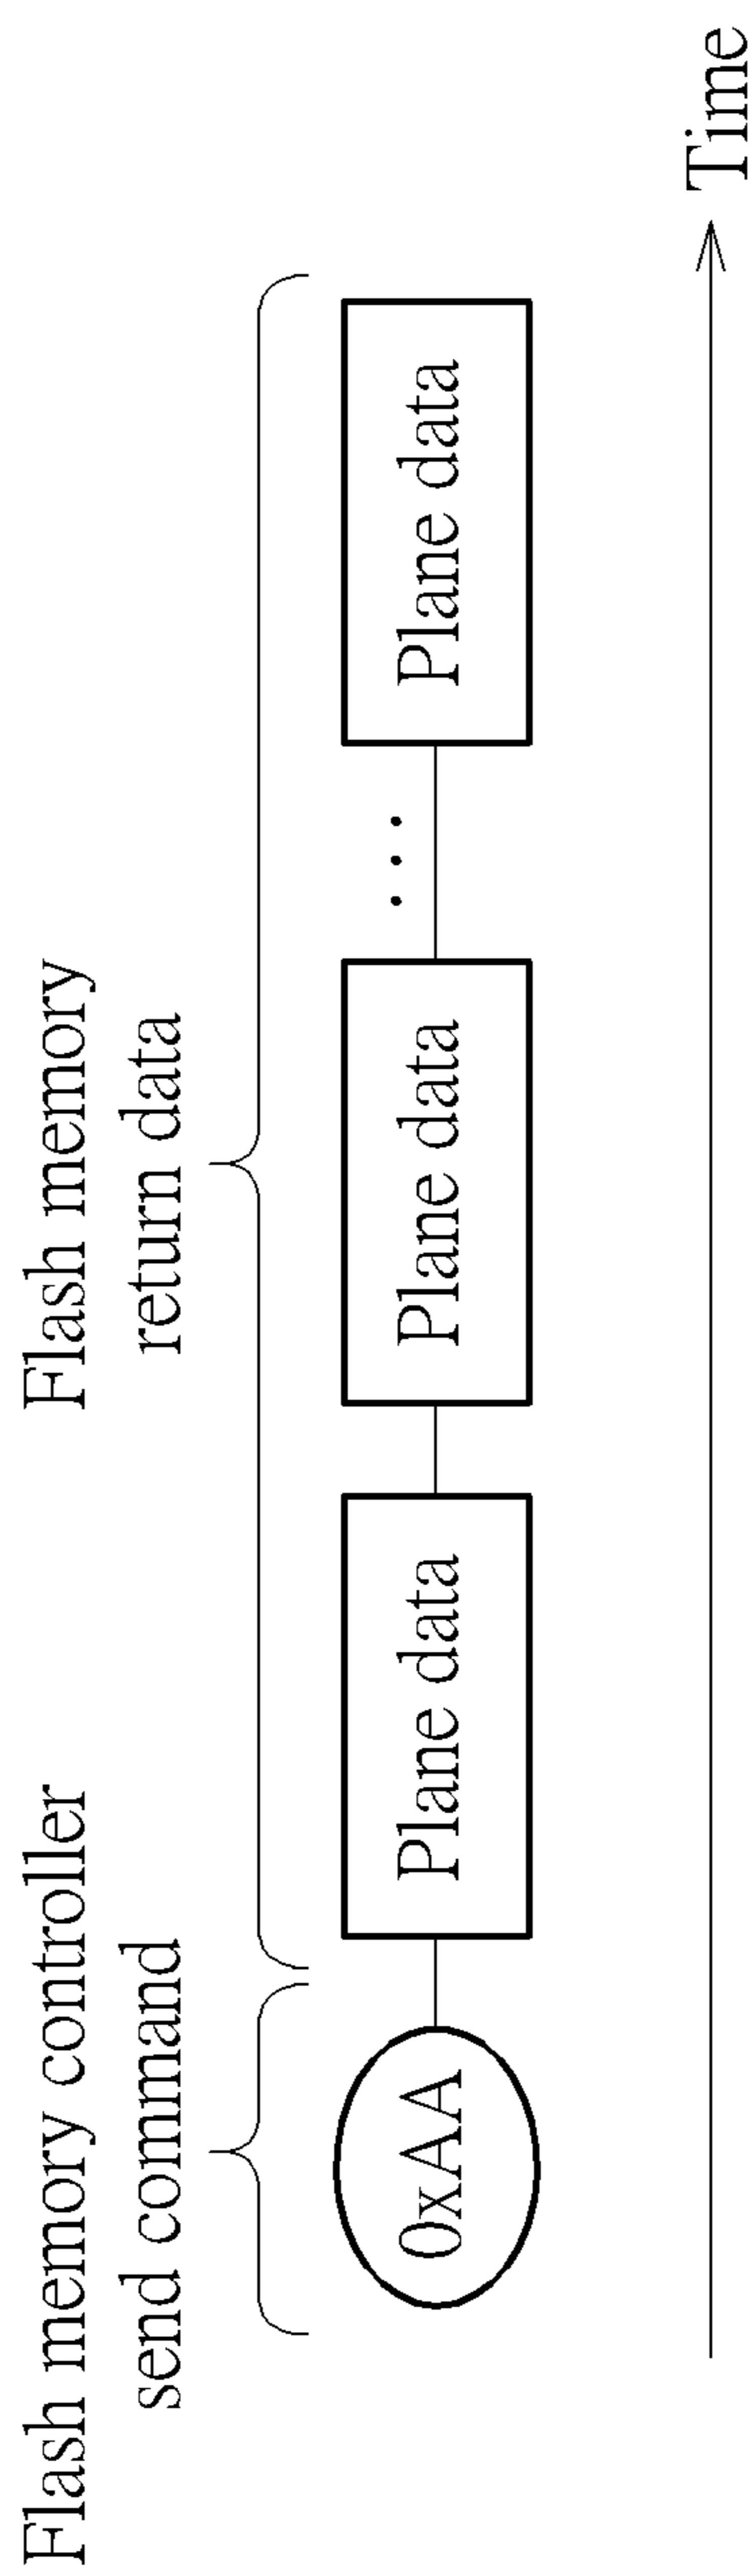 Flash memory controller
send command
Flash memory
return data
0xAA
Plane data
Plane data
...
Plane data
Time